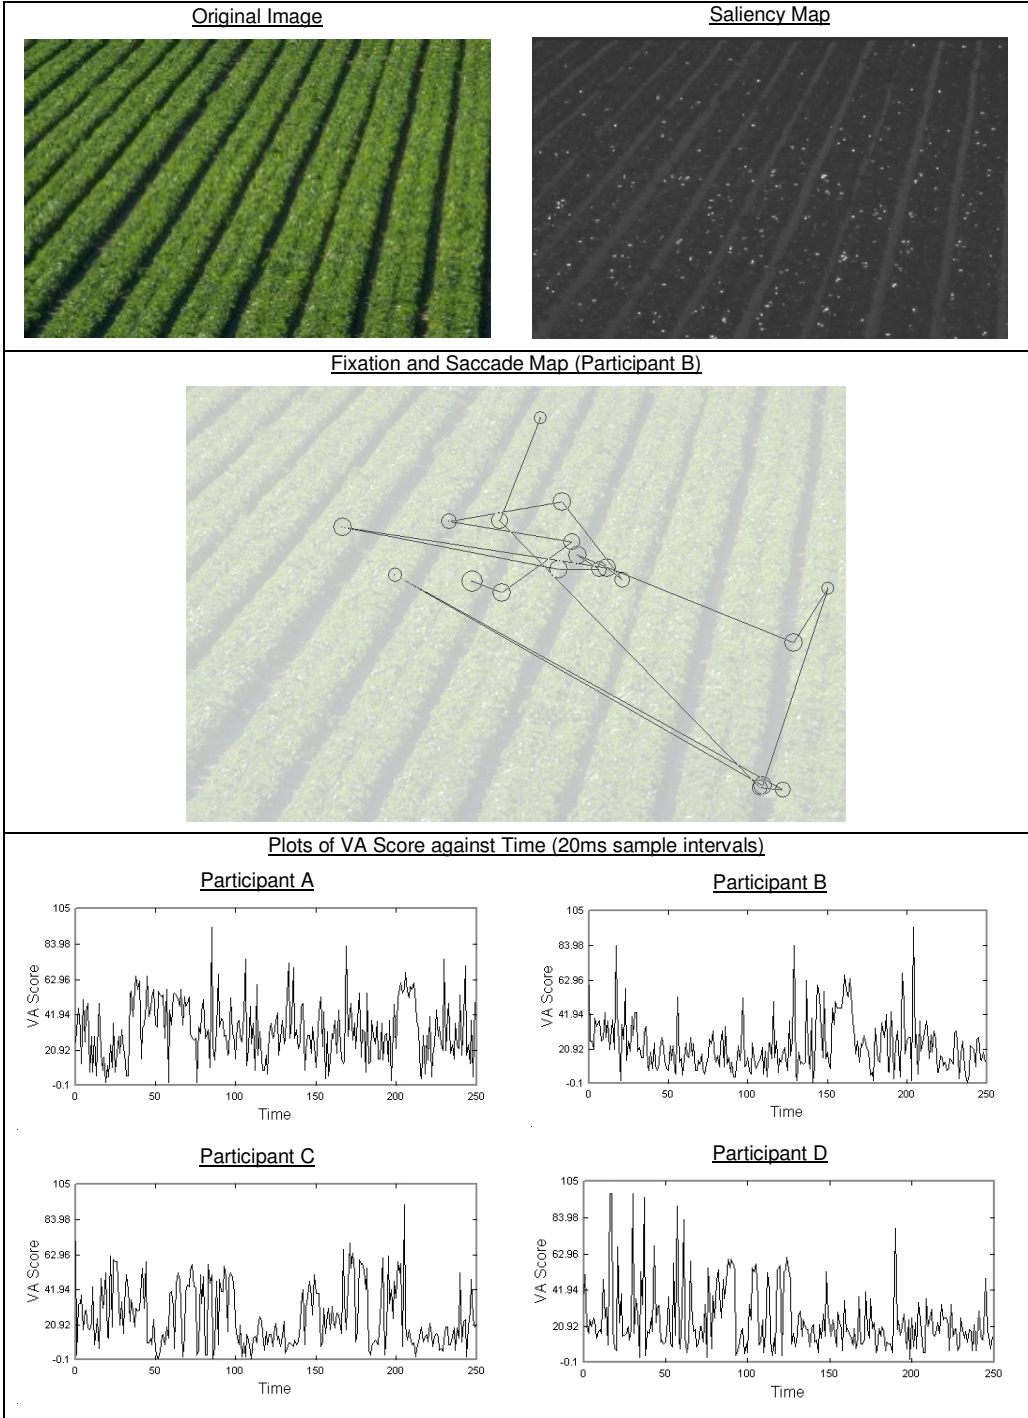 Original Image
Saliency Map
Fixation and Saccade Map (Participant B)
Plots of VA Score against Time (20ms sample intervals)
Participant A
105
83.98
62.96
41.94
20.92
-0.1
VA Score
0 50 100 150 200 250
Time
Participant B
105
83.98
62.96
41.94
20.92
-0.1
VA Score
0 50 100 150 200 250
Time
Participant C
105
83.98
62.96
41.94
20.92
-0.1
VA Score
0 50 100 150 200 250
Time
Participant D
105
83.98
62.96
41.94
20.92
-0.1
VA Score
0 50 100 150 200 250
Time